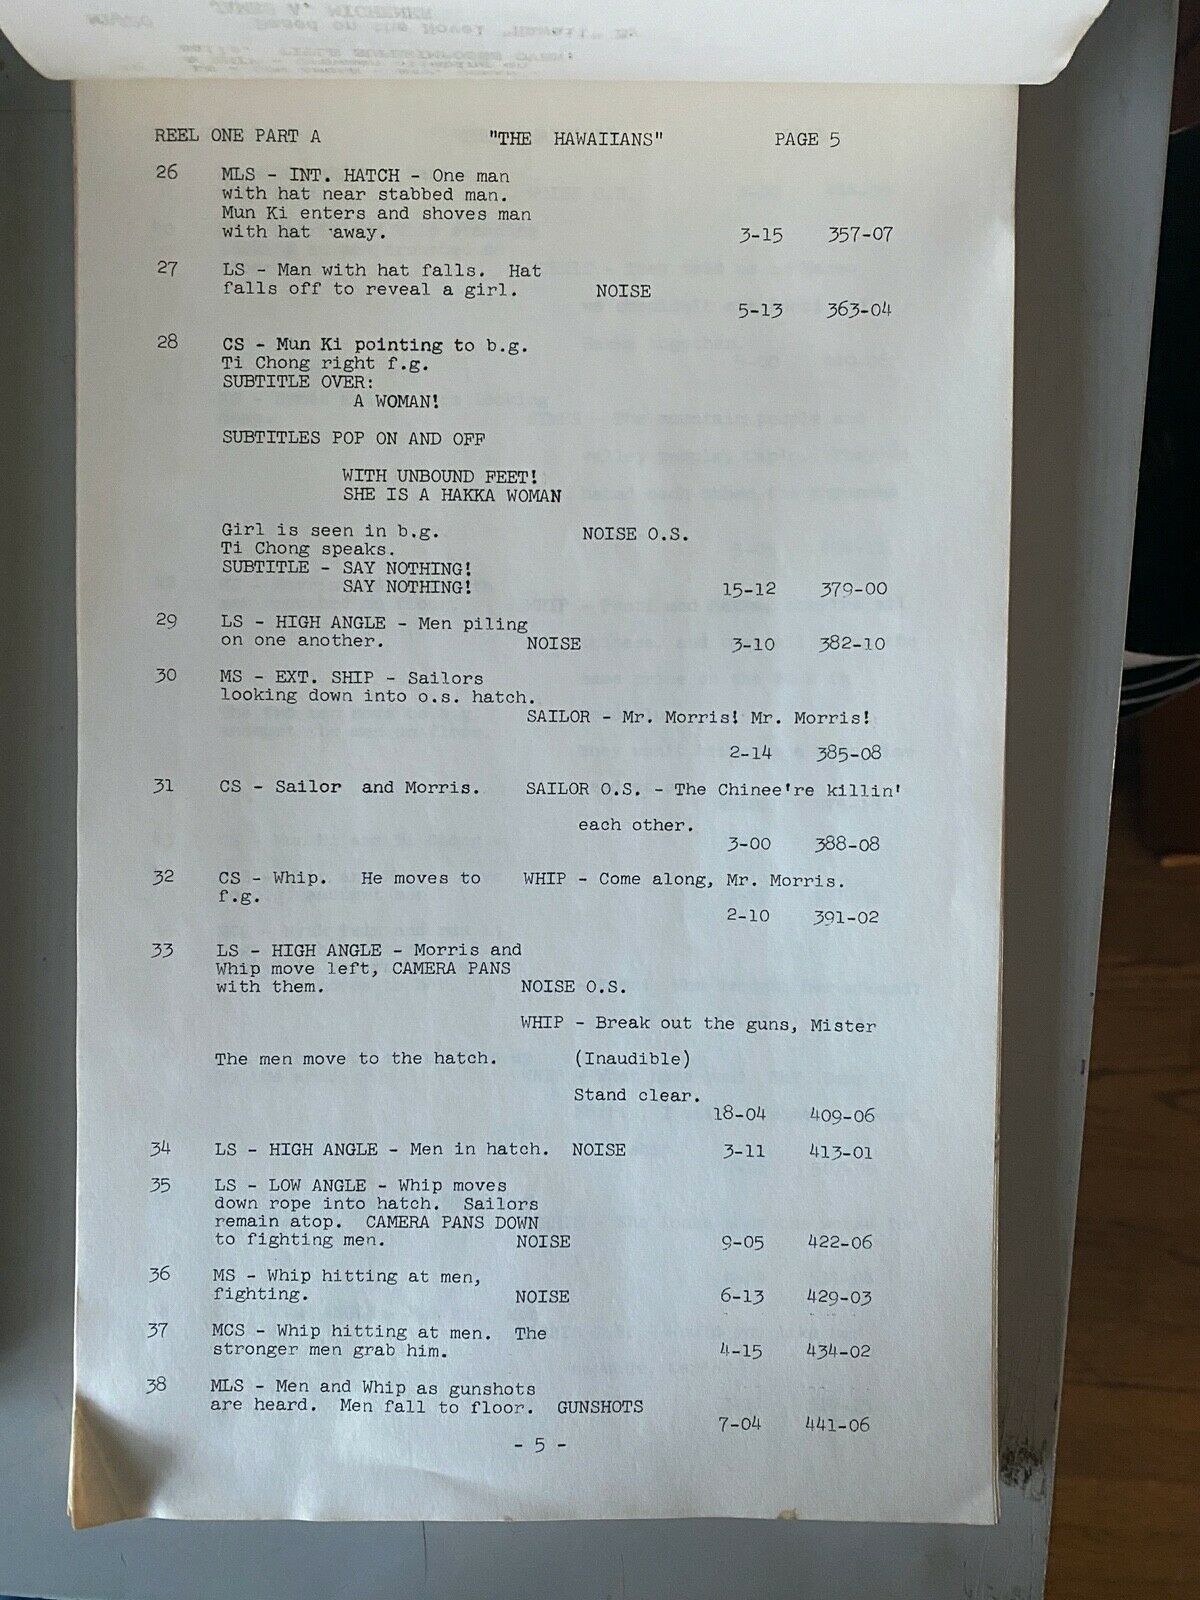 REEL ONE PART A "THE HAWAIIANS" PAGE 5
26 MLS - INT. HATCH - One man
with hat near stabbed man.
Mun Ki enters and shoves man
with hat away. 3-15 357-07
27 LS - Man with hat falls. Hat
falls off to reveal a girl. NOISE
5-13 363-04
28 CS - Mun Ki pointing to b.g.
Ti Chong right f.g.
SUBTITLE OVER:
A WOMAN!
SUBTITLES POP ON AND OFF
WITH UNBOUND FEET!
SHE IS A HAKKA WOMAN
Girl is seen in b.g. NOISE O.S.
Ti Chong speaks.
SUBTITLE - SAY NOTHING!
SAY NOTHING! 15-12 379-00
29 LS - HIGH ANGLE - Men piling
on one another. NOISE 3-10 382-10
30 MS - EXT. SHIP - Sailors
looking down into o.s. hatch.
SAILOR - Mr. Morris! Mr. Morris!
2-14 385-08
31 CS - Sailor and Morris. SAILOR O.S. - The Chinee're killin'
each other.
3-00 388-08
32 CS - Whip. He moves to WHIP - Come along, Mr. Morris.
f.g.
2-10 391-02
33 LS - HIGH ANGLE - Morris and
Whip move left, CAMERA PANS
with them. NOISE O.S.
WHIP - Break out the guns, Mister
The men move to the hatch. (Inaudible)
Stand clear.
18-04 409-06
34 LS - HIGH ANGLE - Men in hatch. NOISE 3-11 413-01
35 LS - LOW ANGLE - Whip moves
down rope into hatch. Sailors
remain atop. CAMERA PANS DOWN
to fighting men. NOISE 9-05 422-06
36 MS - Whip hitting at men,
fighting. NOISE 6-13 429-03
37 MCS - Whip hitting at men. The
stronger men grab him. 4-15 434-02
38 MLS - Men and Whip as gunshots
are heard. Men fall to floor. GUNSHOTS
7-04 441-06
- 5 -